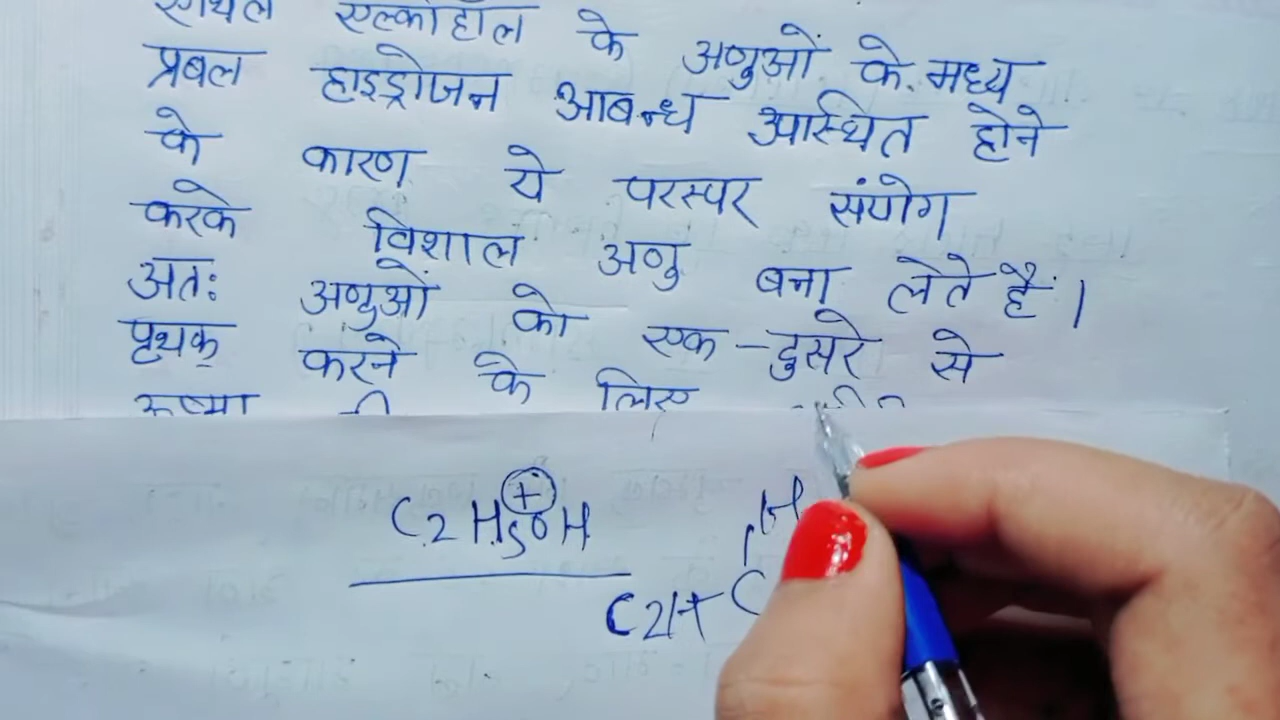 एल्कोहॉल के अणुओं के मध्य
प्रबल हाइड्रोजन आबन्ध उपस्थित होने
के कारण ये परस्पर संयोग
करके विशाल अणु बना लेते हैं।
अतः अणुओं को एक-दुसरे से
पृथक् करने के लिए
ऊष्मा
C2H5OH
C2H